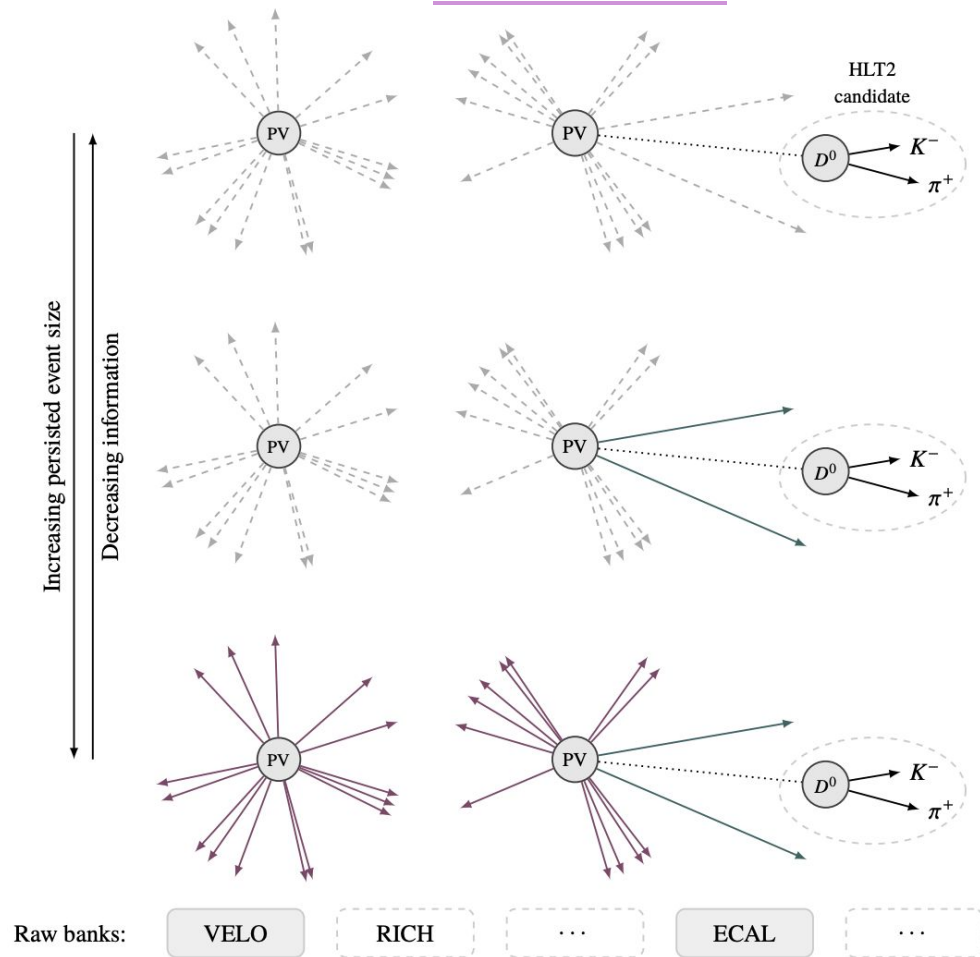 HLT2
candidate
PV
PV
D⁰
K⁻
π⁺
Increasing persisted event size
Decreasing information
PV
PV
D⁰
K⁻
π⁺
PV
PV
D⁰
K⁻
π⁺
Raw banks: VELO RICH ... ECAL ...